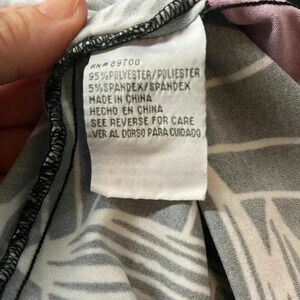 RN# 89700
95%POLYESTER/POLIESTER
5%SPANDEX/SPANDEX
MADE IN CHINA
HECHO EN CHINA
SEE REVERSE FOR CARE
VER AL DORSO PARA CUIDADO